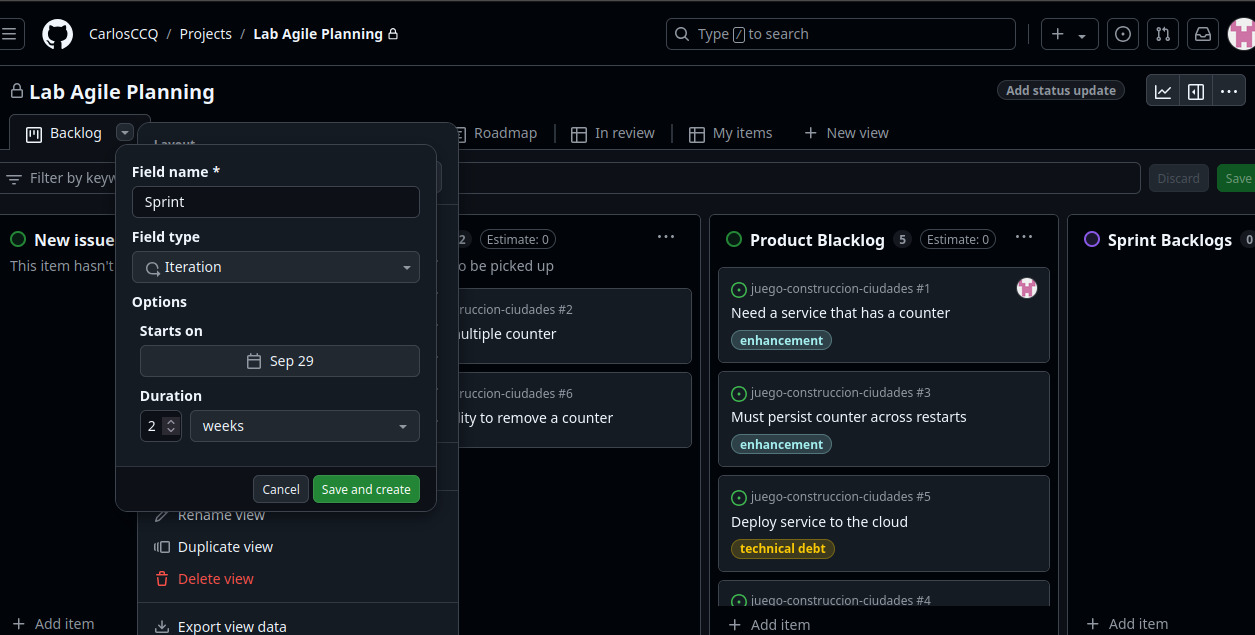 CarlosCCQ / Projects / Lab Agile Planning
Type / to search
Lab Agile Planning
Add status update
Backlog
Layout
Roadmap
In review
My items
+ New view
Filter by keyw
Discard
Save
Field name *
Sprint
Field type
Iteration
Options
Starts on
Sep 29
Duration
2 weeks
Cancel
Save and create
Rename view
Duplicate view
Delete view
Export view data
New issue
This item hasn't
+ Add item
2 Estimate: 0
o be picked up
ruccion-ciudades #2
ultiple counter
ruccion-ciudades #6
lity to remove a counter
Product Blacklog 5 Estimate: 0
juego-construccion-ciudades #1
Need a service that has a counter
enhancement
juego-construccion-ciudades #3
Must persist counter across restarts
enhancement
juego-construccion-ciudades #5
Deploy service to the cloud
technical debt
juego-construccion-ciudades #4
+ Add item
Sprint Backlogs 0
+ Add item